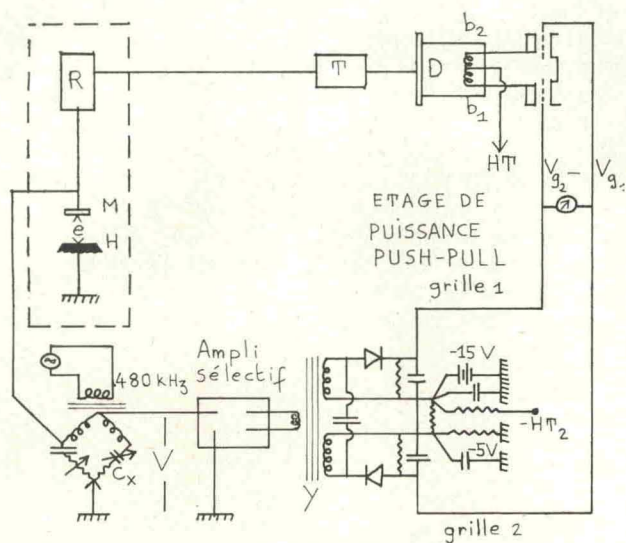 R
T
D
b2
b1
HT
M
e
H
Vg2 - Vg1
ETAGE DE
PUISSANCE
PUSH-PULL
grille 1
480 kHz
Ampli
sélectif
-15 V
-HT2
-5V
Cx
V
Y
grille 2